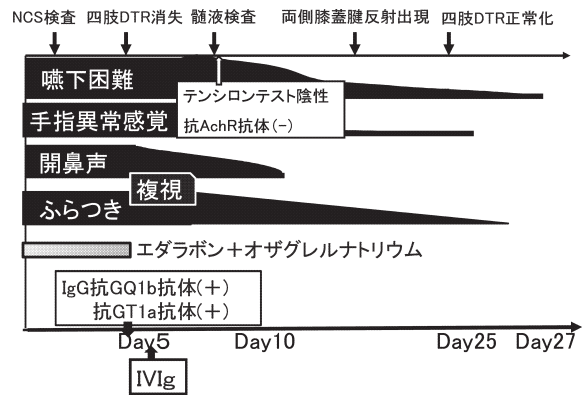 NCS検査 四肢DTR消失 髄液検査 両側膝蓋腱反射出現 四肢DTR正常化
嚥下困難
テンシロンテスト陰性
抗AchR抗体(-)
手指異常感覚
開鼻声
複視
ふらつき
エダラボン＋オザグレルナトリウム
IgG抗GQ1b抗体(+)
抗GT1a抗体(+)
Day5 Day10 Day25 Day27
IVIg